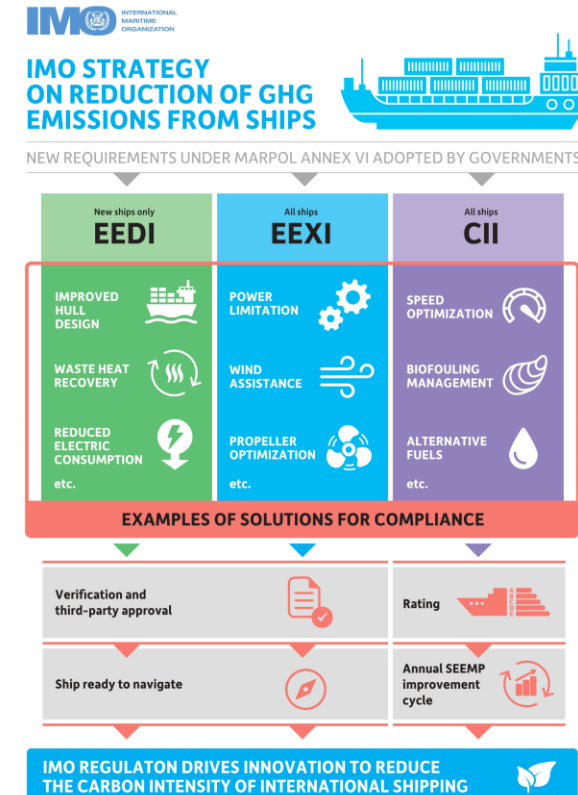 IMO
INTERNATIONAL
MARITIME
ORGANIZATION
IMO STRATEGY
ON REDUCTION OF GHG
EMISSIONS FROM SHIPS
NEW REQUIREMENTS UNDER MARPOL ANNEX VI ADOPTED BY GOVERNMENTS
New ships only
EEDI
All ships
EEXI
All ships
CII
IMPROVED
HULL
DESIGN
WASTE HEAT
RECOVERY
REDUCED
ELECTRIC
CONSUMPTION
etc.
POWER
LIMITATION
WIND
ASSISTANCE
PROPELLER
OPTIMIZATION
etc.
SPEED
OPTIMIZATION
BIOFOULING
MANAGEMENT
ALTERNATIVE
FUELS
etc.
EXAMPLES OF SOLUTIONS FOR COMPLIANCE
Verification and
third-party approval
Rating
A
B
C
D
E
Ship ready to navigate
Annual SEEMP
improvement
cycle
IMO REGULATON DRIVES INNOVATION TO REDUCE
THE CARBON INTENSITY OF INTERNATIONAL SHIPPING